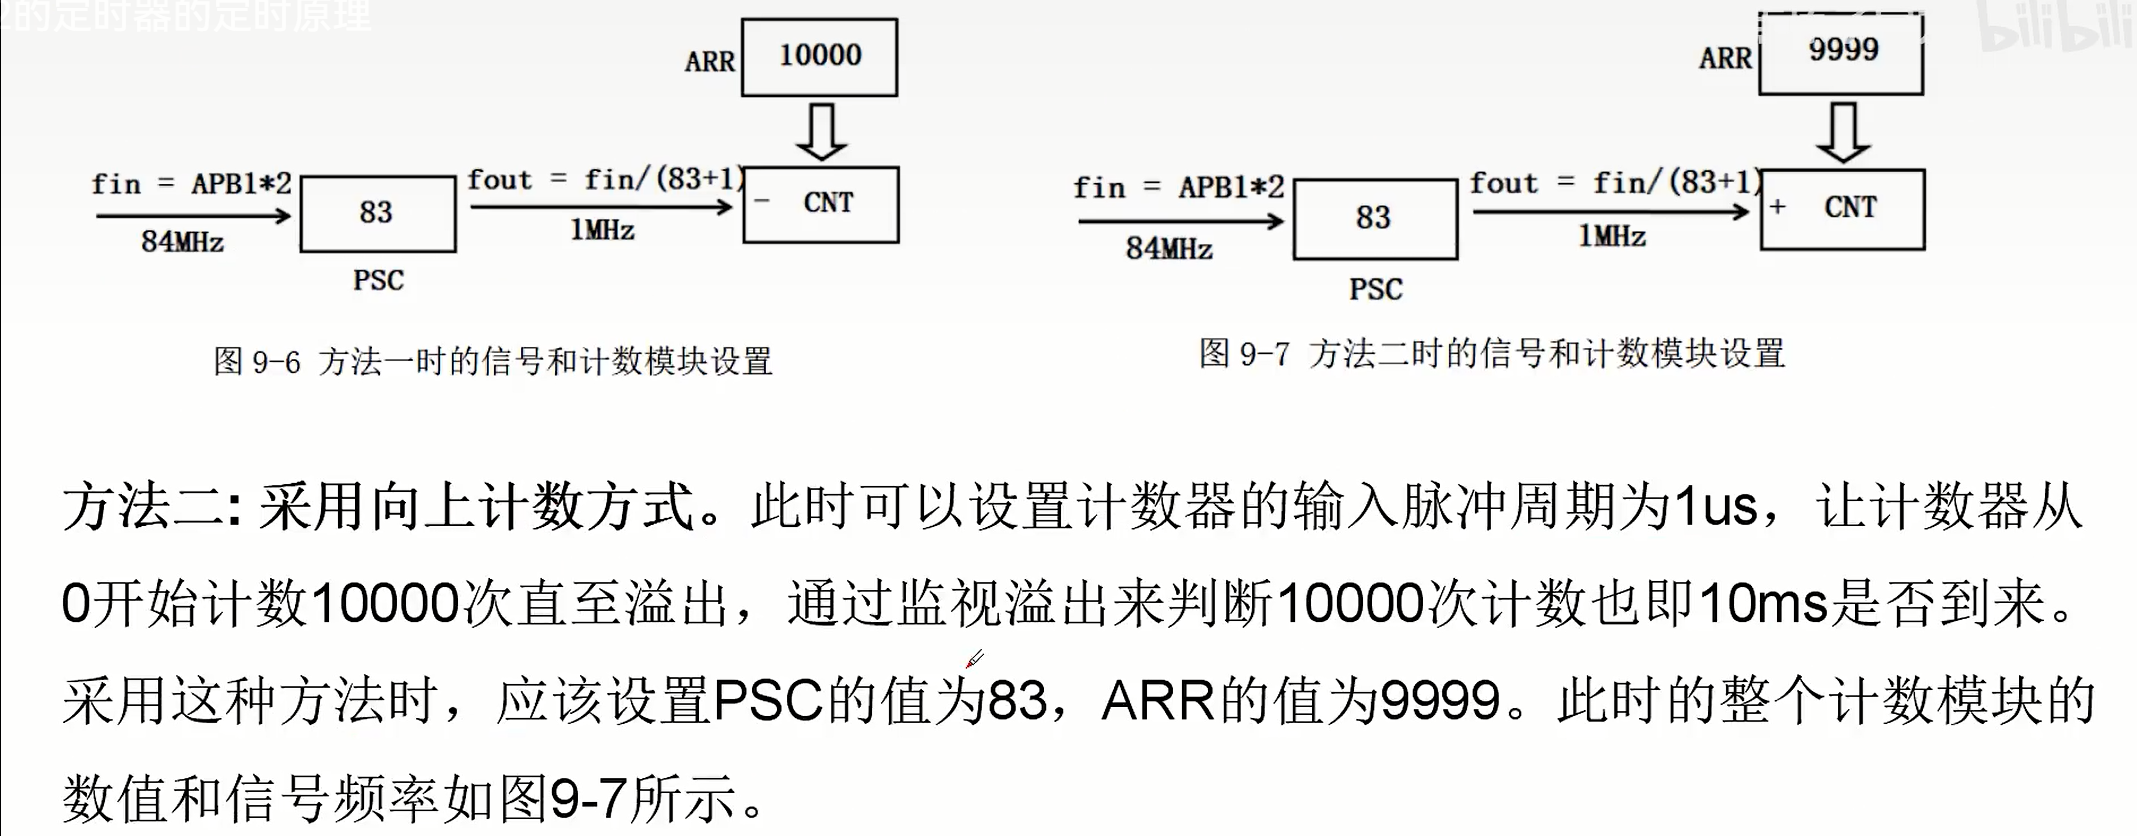 2的定时器的定时原理
bilibili
ARR 10000
fin = APB1*2 83 fout = fin/(83+1) - CNT
84MHz 1MHz
PSC
图 9-6 方法一时的信号和计数模块设置
ARR 9999
fin = APB1*2 83 fout = fin/(83+1) + CNT
84MHz 1MHz
PSC
图 9-7 方法二时的信号和计数模块设置
方法二: 采用向上计数方式。此时可以设置计数器的输入脉冲周期为1us，让计数器从
0开始计数10000次直至溢出，通过监视溢出来判断10000次计数也即10ms是否到来。
采用这种方法时，应该设置PSC的值为83，ARR的值为9999。此时的整个计数模块的
数值和信号频率如图9-7所示。